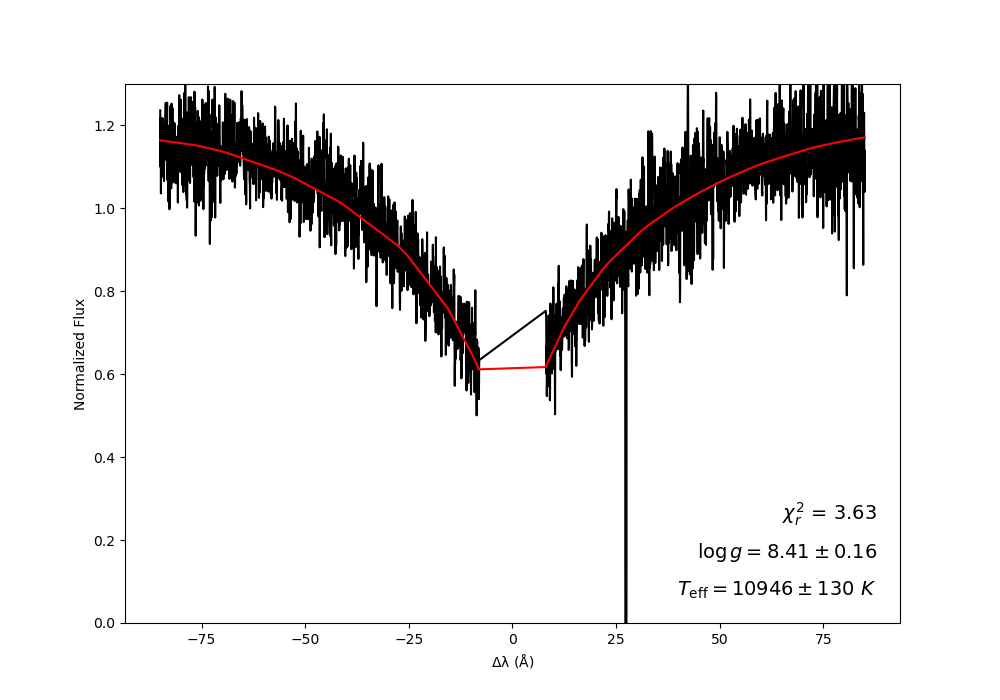 1.2
1.0
0.8
0.6
0.4
0.2
0.0
Normalized Flux
χ²ᵣ = 3.63
log g = 8.41 ± 0.16
T_eff = 10946 ± 130 K
−75 −50 −25 0 25 50 75
Δλ (Å)